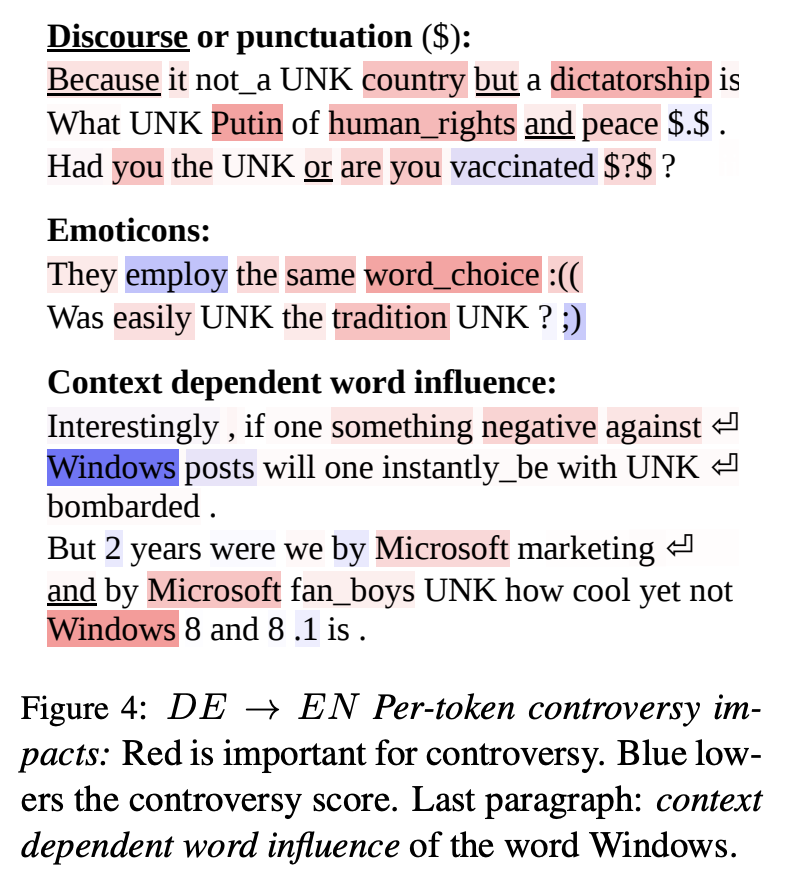 Discourse or punctuation ($):
Because it not_a UNK country but a dictatorship is
What UNK Putin of human_rights and peace $.$ .
Had you the UNK or are you vaccinated $?$ ?
Emoticons:
They employ the same word_choice :((
Was easily UNK the tradition UNK ? ;)
Context dependent word influence:
Interestingly , if one something negative against ⏎
Windows posts will one instantly_be with UNK ⏎
bombarded .
But 2 years were we by Microsoft marketing ⏎
and by Microsoft fan_boys UNK how cool yet not
Windows 8 and 8 .1 is .
Figure 4: DE → EN Per-token controversy im-
pacts: Red is important for controversy. Blue low-
ers the controversy score. Last paragraph: context
dependent word influence of the word Windows.